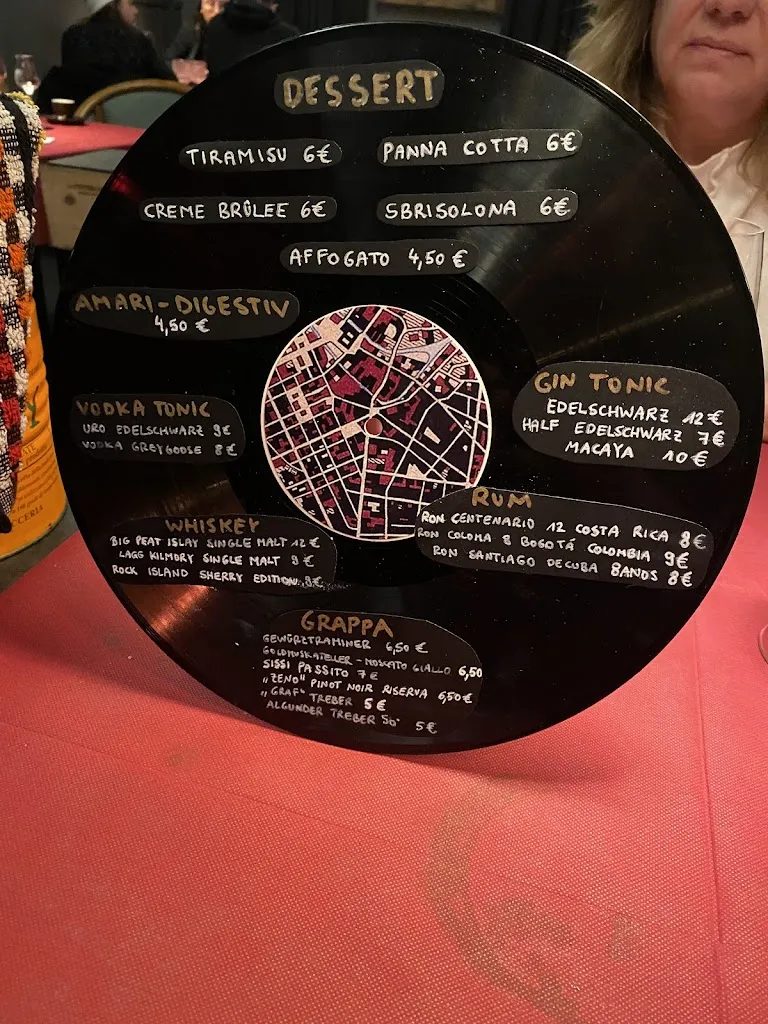 DESSERT
TIRAMISU 6€
PANNA COTTA 6€
CREME BRÛLEE 6€
SBRISOLONA 6€
AFFOGATO 4,50 €
AMARI-DIGESTIV
4,50 €
VODKA TONIC
URO EDELSCHWARZ 9€
VODKA GREYGOOSE 8€
GIN TONIC
EDELSCHWARZ 12€
HALF EDELSCHWARZ 7€
MACAYA 10€
WHISKEY
BIG PEAT ISLAY SINGLE MALT 12€
LAGG KILMORY SINGLE MALT 9€
ROCK ISLAND SHERRY EDITION 9€
RUM
RON CENTENARIO 12 COSTA RICA 8€
RON COLOMA 8 BOGOTÁ COLOMBIA 9€
RON SANTIAGO DE CUBA 8ANOS 8€
GRAPPA
GEWÜRZTRAMINER 6,50 €
GOLDMUSKATELLER - MOSCATO GIALLO 6,50
SISSI PASSITO 7€
„ZENO" PINOT NOIR RISERVA 6,50€
„GRAF" TREBER 5€
ALGUNDER TREBER 50° 5€
CCERIA